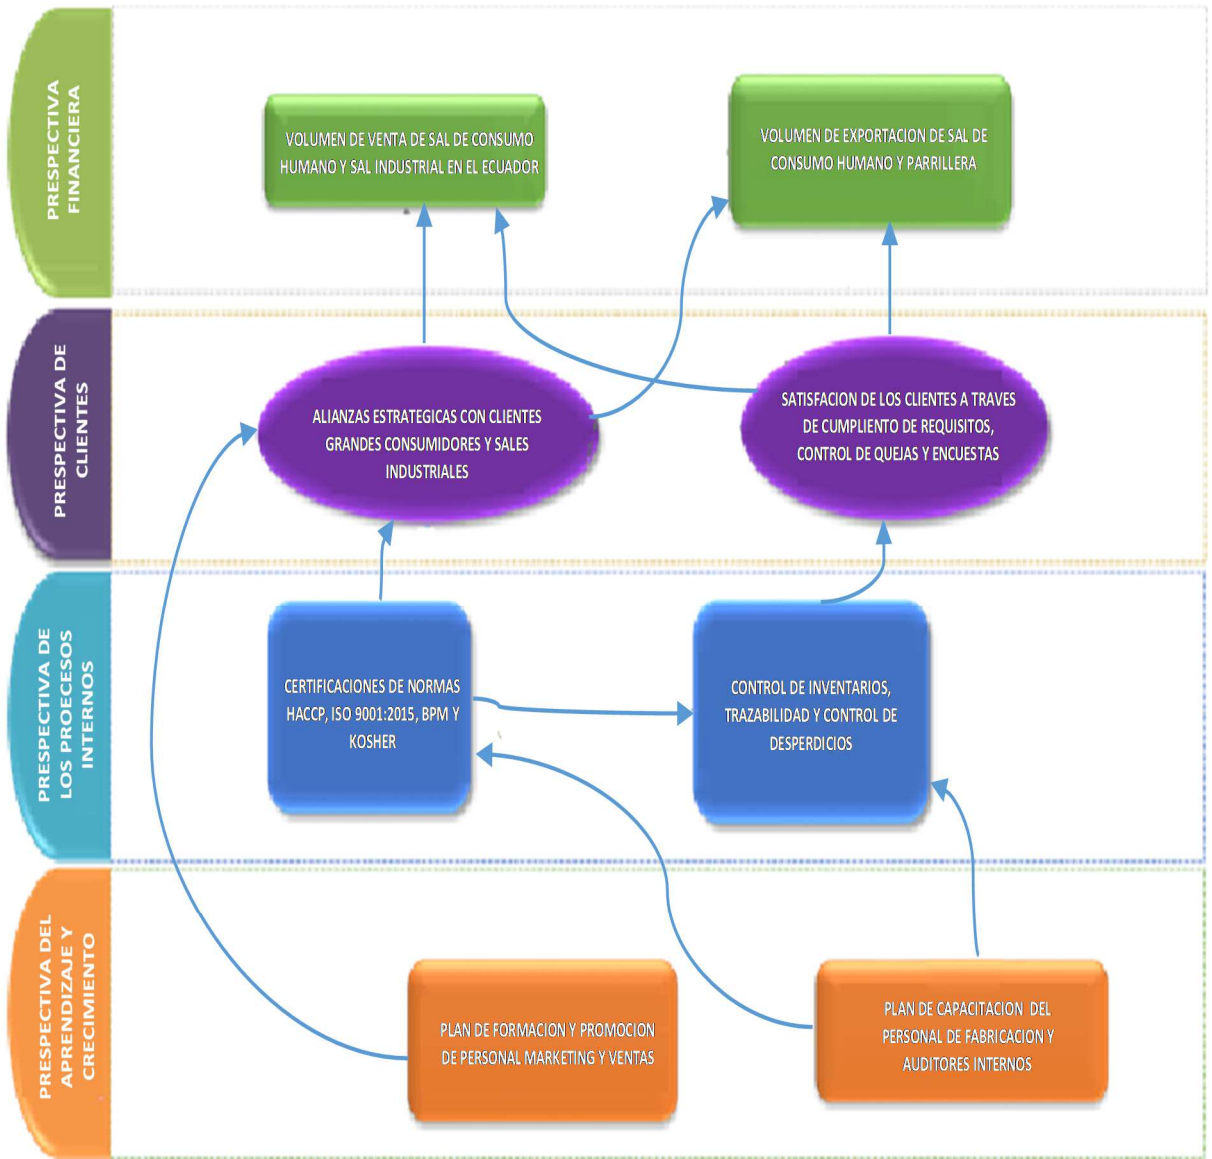 PRESPECTIVA
FINANCIERA
VOLUMEN DE VENTA DE SAL DE CONSUMO
HUMANO Y SAL INDUSTRIAL EN EL ECUADOR
VOLUMEN DE EXPORTACION DE SAL DE
CONSUMO HUMANO Y PARRILLERA
PRESPECTIVA DE
CLIENTES
ALIANZAS ESTRATEGICAS CON CLIENTES
GRANDES CONSUMIDORES Y SALES
INDUSTRIALES
SATISFACION DE LOS CLIENTES A TRAVES
DE CUMPLIENTO DE REQUISITOS,
CONTROL DE QUEJAS Y ENCUESTAS
PRESPECTIVA DE
LOS PROECESOS
INTERNOS
CERTIFICACIONES DE NORMAS
HACCP, ISO 9001:2015, BPM Y
KOSHER
CONTROL DE INVENTARIOS,
TRAZABILIDAD Y CONTROL DE
DESPERDICIOS
PRESPECTIVA DEL
APRENDIZAJE Y
CRECIMIENTO
PLAN DE FORMACION Y PROMOCION
DE PERSONAL MARKETING Y VENTAS
PLAN DE CAPACITACION DEL
PERSONAL DE FABRICACION Y
AUDITORES INTERNOS